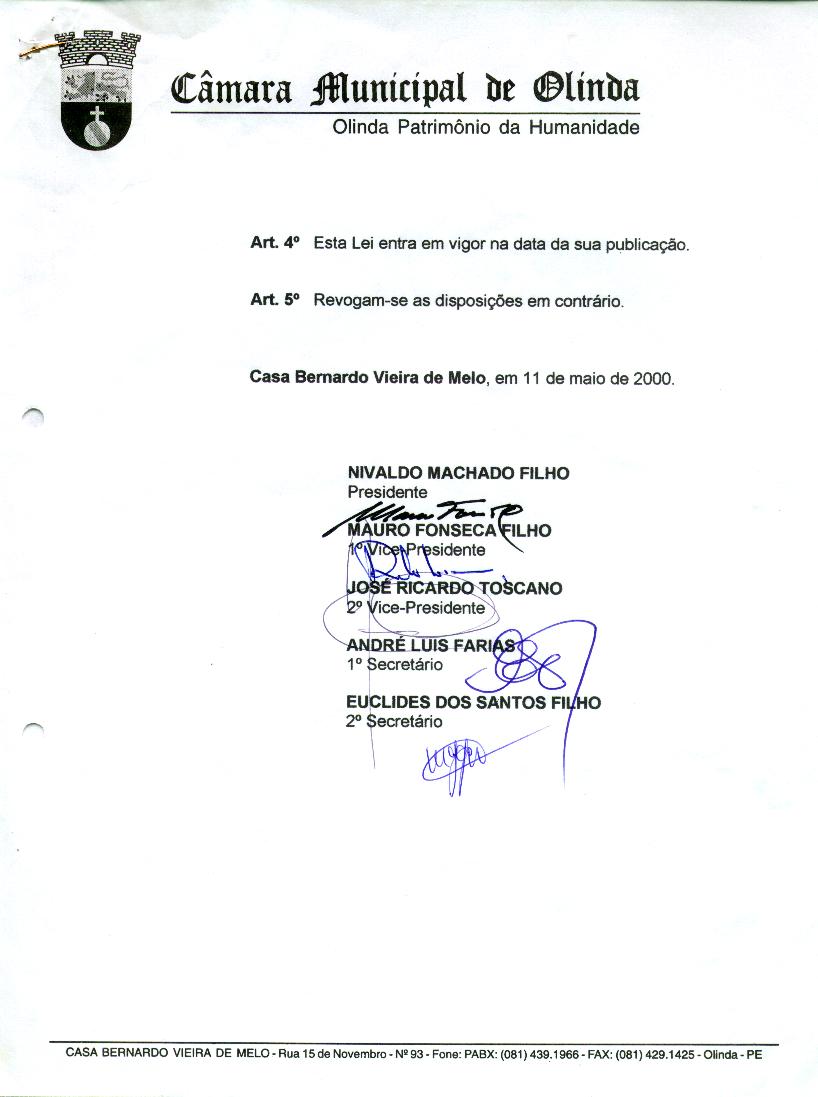 Câmara Municipal de Olinda
Olinda Patrimônio da Humanidade
Art. 4º Esta Lei entra em vigor na data da sua publicação.
Art. 5º Revogam-se as disposições em contrário.
Casa Bernardo Vieira de Melo, em 11 de maio de 2000.
NIVALDO MACHADO FILHO
Presidente
MAURO FONSECA FILHO
1º Vice-Presidente
JOSÉ RICARDO TOSCANO
2º Vice-Presidente
ANDRÉ LUIS FARIAS
1º Secretário
EUCLIDES DOS SANTOS FILHO
2º Secretário
CASA BERNARDO VIEIRA DE MELO - Rua 15 de Novembro - Nº 93 - Fone: PABX: (081) 439.1966 - FAX: (081) 429.1425 - Olinda - PE